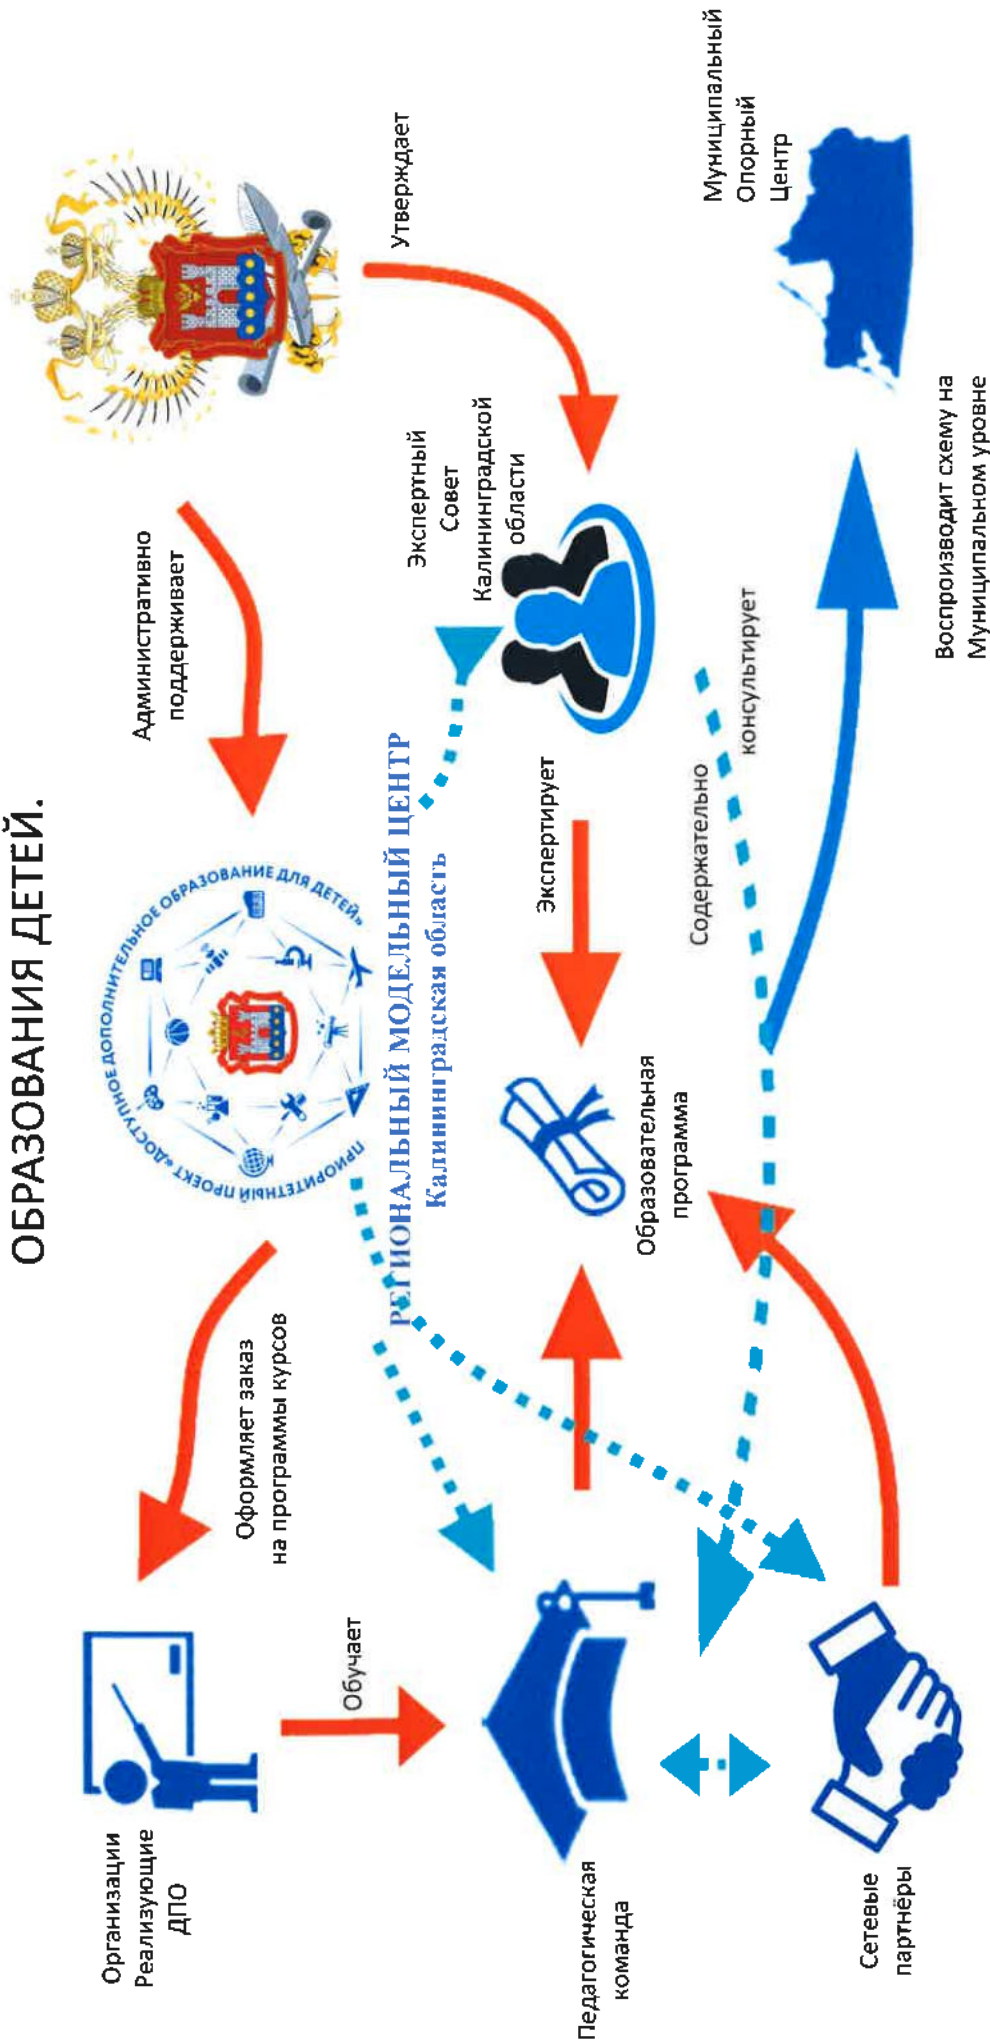 ОБРАЗОВАНИЯ ДЕТЕЙ.
Организации
Реализующие
ДПО
Оформляет заказ
на программы курсов
ПРИОРИТЕТНЫЙ ПРОЕКТ «ДОСТУПНОЕ ДОПОЛНИТЕЛЬНОЕ ОБРАЗОВАНИЕ ДЛЯ ДЕТЕЙ»
РЕГИОНАЛЬНЫЙ МОДЕЛЬНЫЙ ЦЕНТР
Калининградская область
Административно
поддерживает
Утверждает
Обучает
Экспертный
Совет
Калининградской
области
Экспертирует
Педагогическая
команда
Образовательная
программа
Содержательно
консультирует
Муниципальный
Опорный
Центр
Сетевые
партнёры
Воспроизводит схему на
Муниципальном уровне